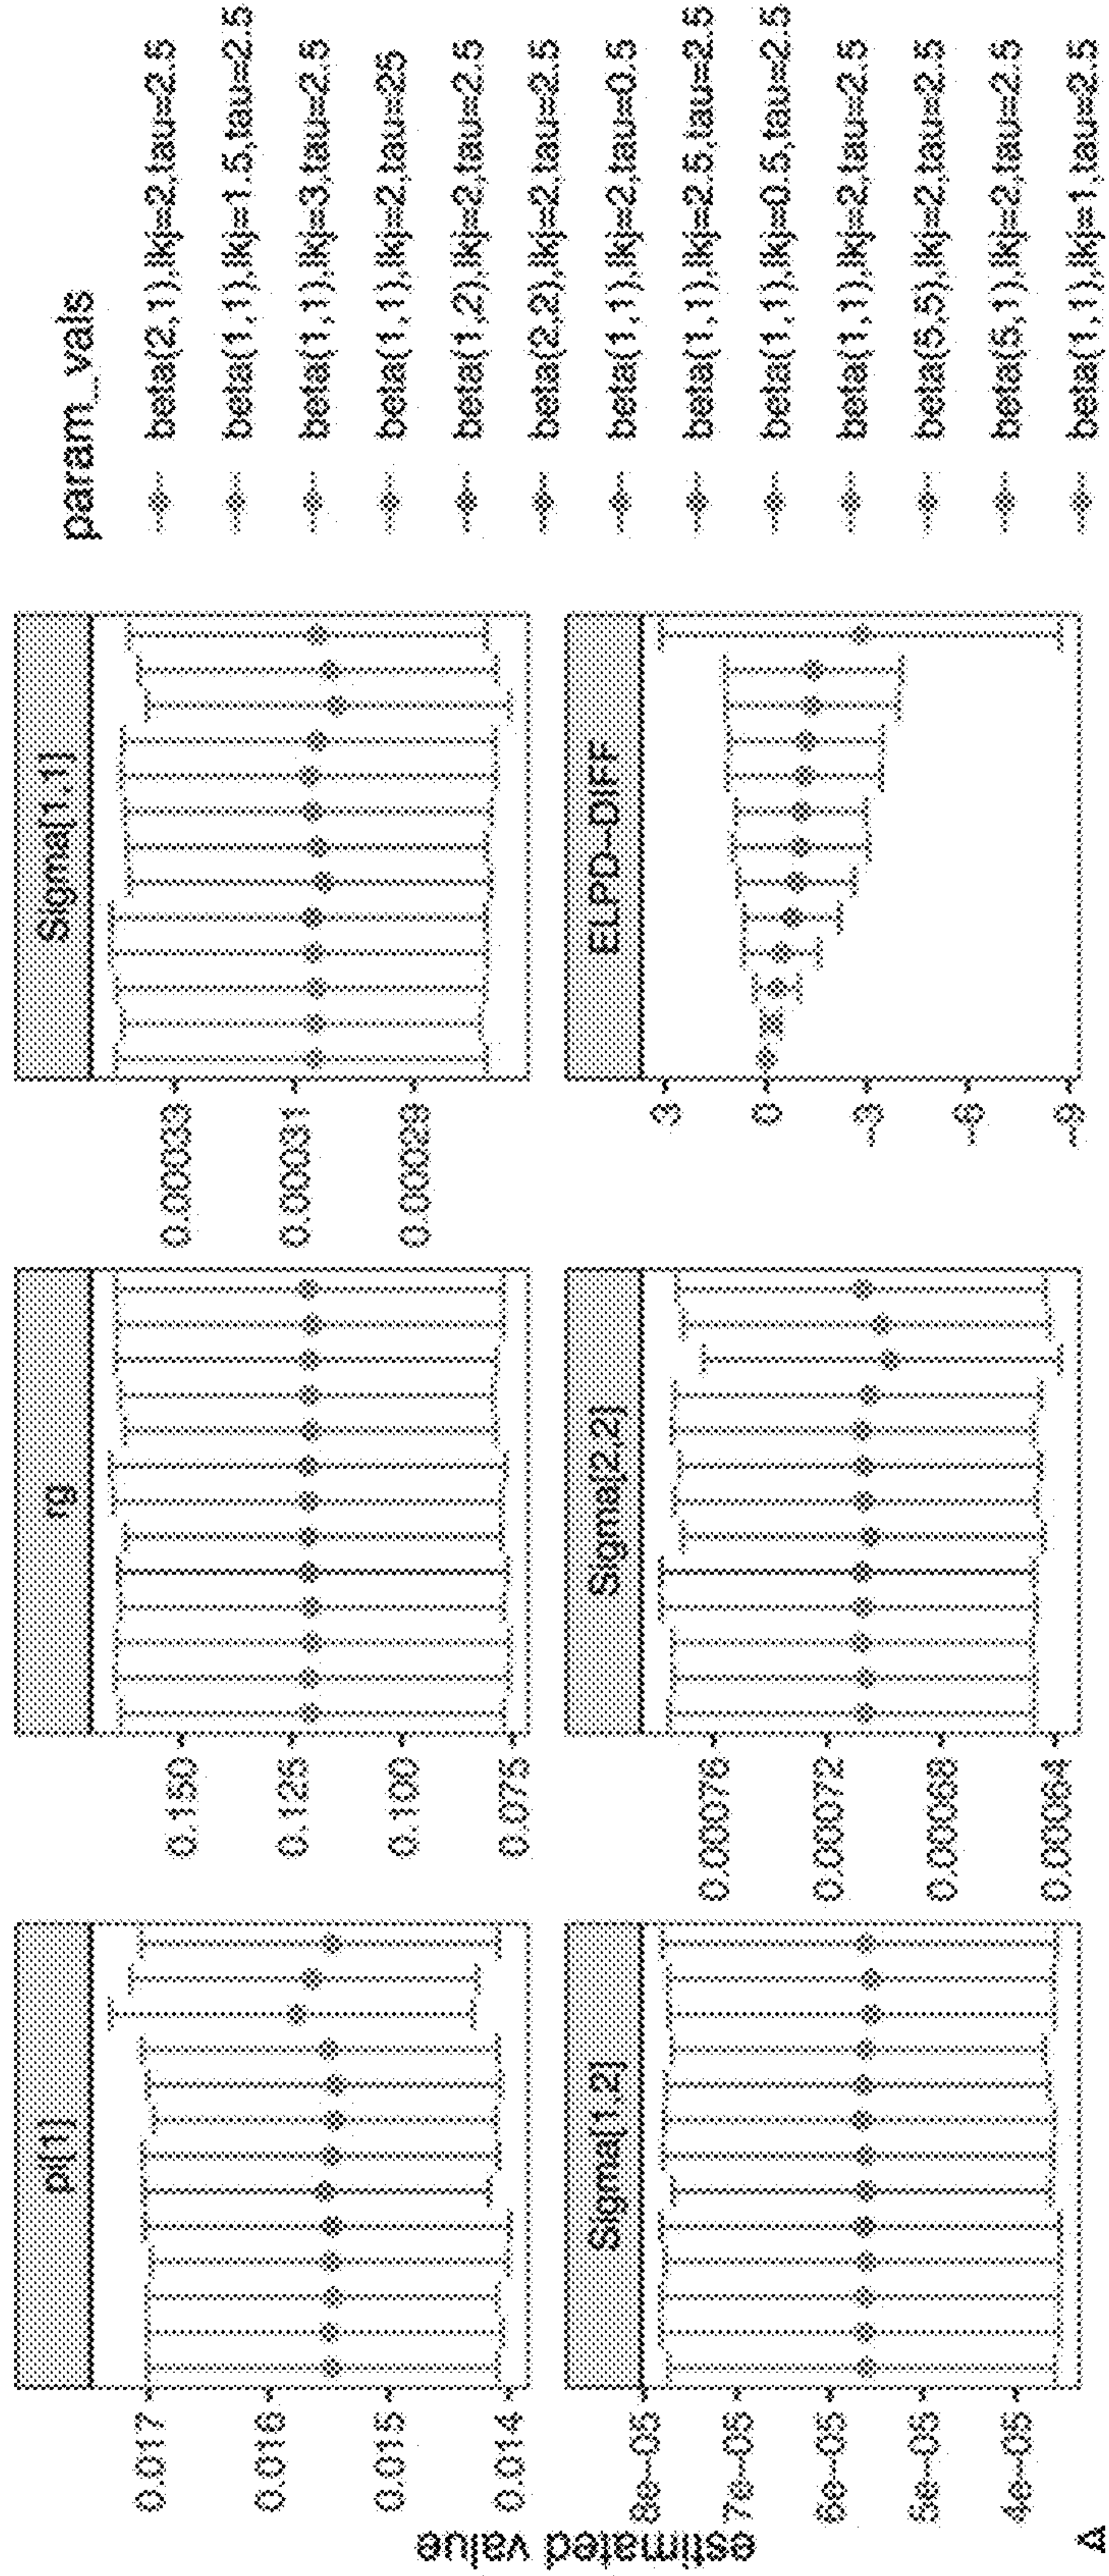 estimated value
pi[1]
0.017
0.016
0.015
0.014
rg
0.150
0.125
0.100
0.075
Sigma[1,1]
0.00033
0.00031
0.00029
Sigma[1,2]
8e−05
7e−05
6e−05
5e−05
4e−05
Sigma[2,2]
0.00076
0.00072
0.00068
0.00064
ELPD−DIFF
3
0
−3
−6
−9
param_vals
beta(2,1),lkj=2,tau=2.5
beta(1,1),lkj=1.5,tau=2.5
beta(1,1),lkj=3,tau=2.5
beta(1,1),lkj=2,tau=25
beta(1,2),lkj=2,tau=2.5
beta(2,2),lkj=2,tau=2.5
beta(1,1),lkj=2,tau=0.5
beta(1,1),lkj=2.5,tau=2.5
beta(1,1),lkj=0.5,tau=2.5
beta(1,1),lkj=2,tau=2.5
beta(5,5),lkj=2,tau=2.5
beta(5,1),lkj=2,tau=2.5
beta(1,1),lkj=1,tau=2.5